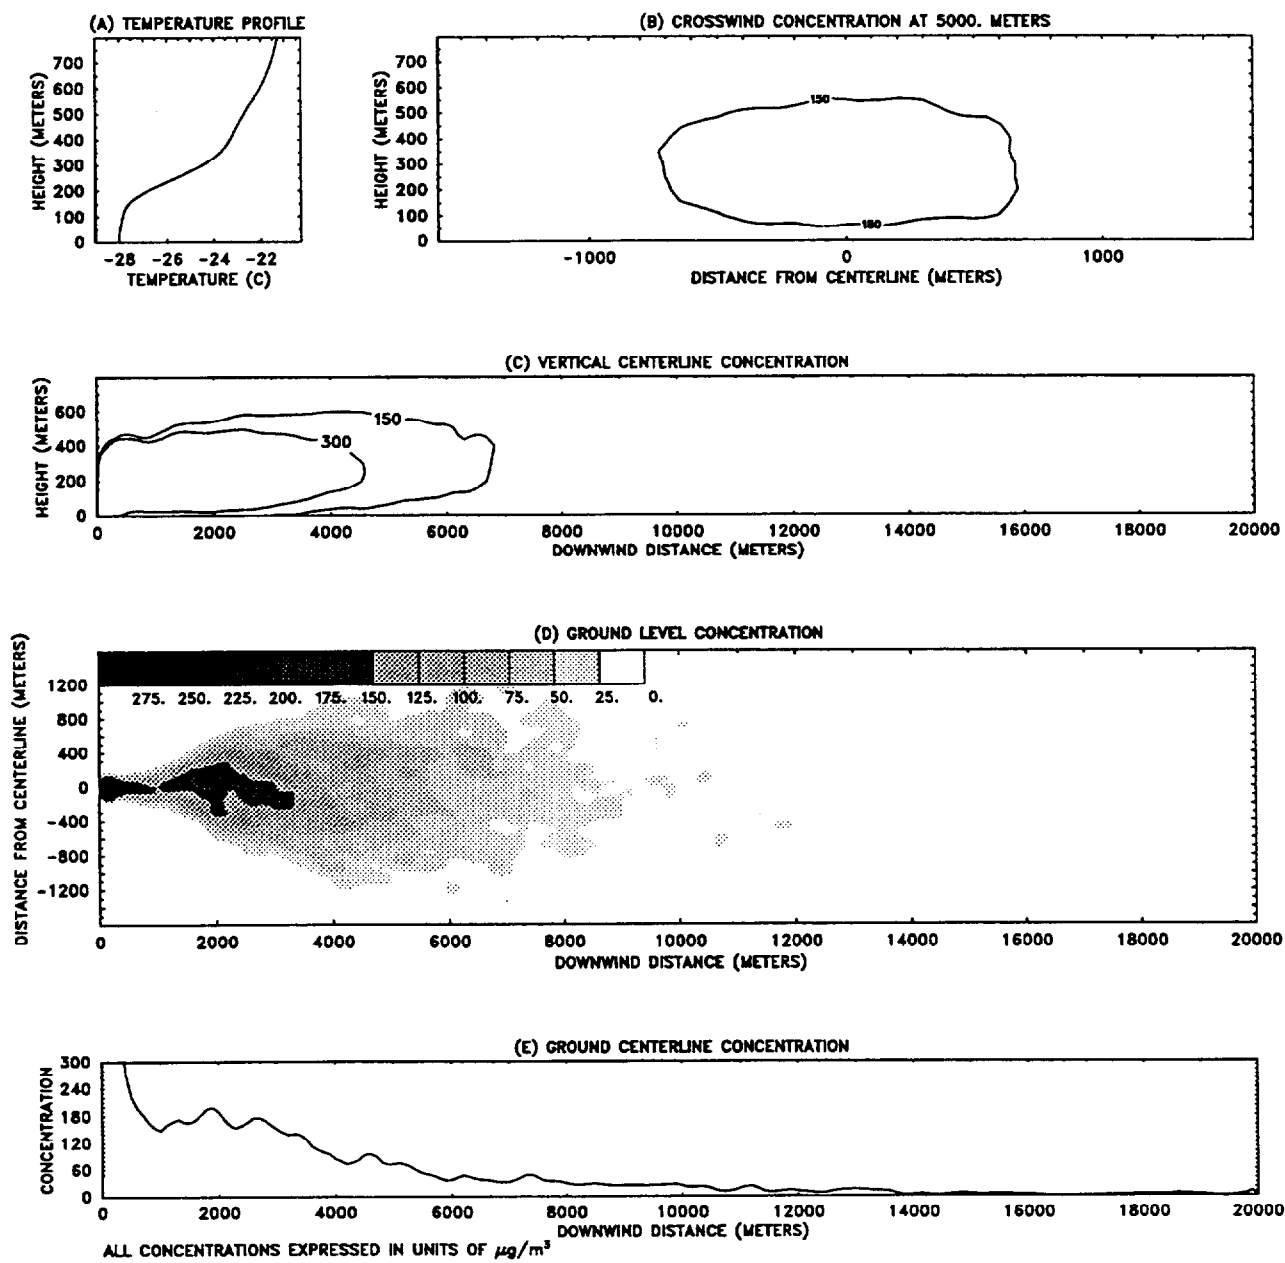 (A) TEMPERATURE PROFILE
HEIGHT (METERS)
700
600
500
400
300
200
100
0
-28 -26 -24 -22
TEMPERATURE (C)
(B) CROSSWIND CONCENTRATION AT 5000. METERS
HEIGHT (METERS)
700
600
500
400
300
200
100
0
150
150
-1000 0 1000
DISTANCE FROM CENTERLINE (METERS)
(C) VERTICAL CENTERLINE CONCENTRATION
HEIGHT (METERS)
600
400
200
0
150
300
0 2000 4000 6000 8000 10000 12000 14000 16000 18000 20000
DOWNWIND DISTANCE (METERS)
(D) GROUND LEVEL CONCENTRATION
DISTANCE FROM CENTERLINE (METERS)
1200
800
400
0
-400
-800
-1200
275. 250. 225. 200. 175. 150. 125. 100. 75. 50. 25. 0.
0 2000 4000 6000 8000 10000 12000 14000 16000 18000 20000
DOWNWIND DISTANCE (METERS)
(E) GROUND CENTERLINE CONCENTRATION
CONCENTRATION
300
240
180
120
60
0
0 2000 4000 6000 8000 10000 12000 14000 16000 18000 20000
DOWNWIND DISTANCE (METERS)
ALL CONCENTRATIONS EXPRESSED IN UNITS OF μg/m³